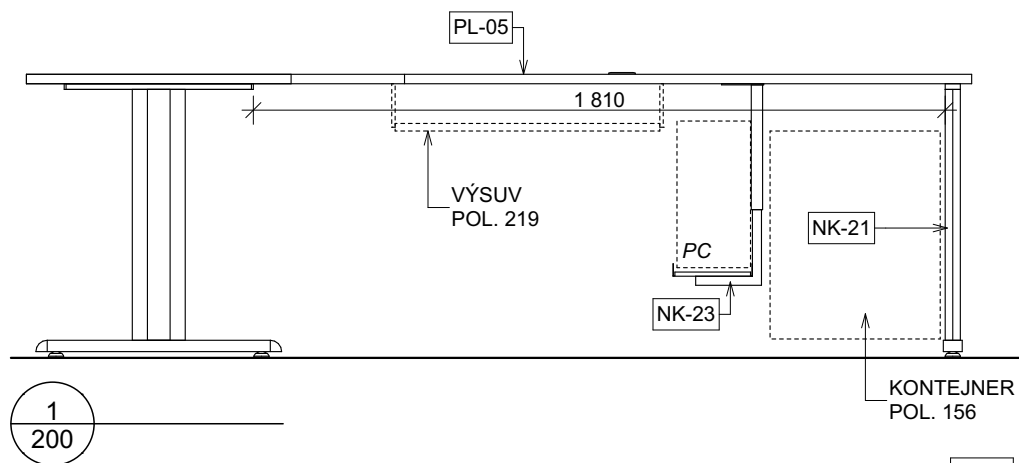 PL-05
1 810
VÝSUV
POL. 219
NK-21
PC
NK-23
KONTEJNER
POL. 156
1
200